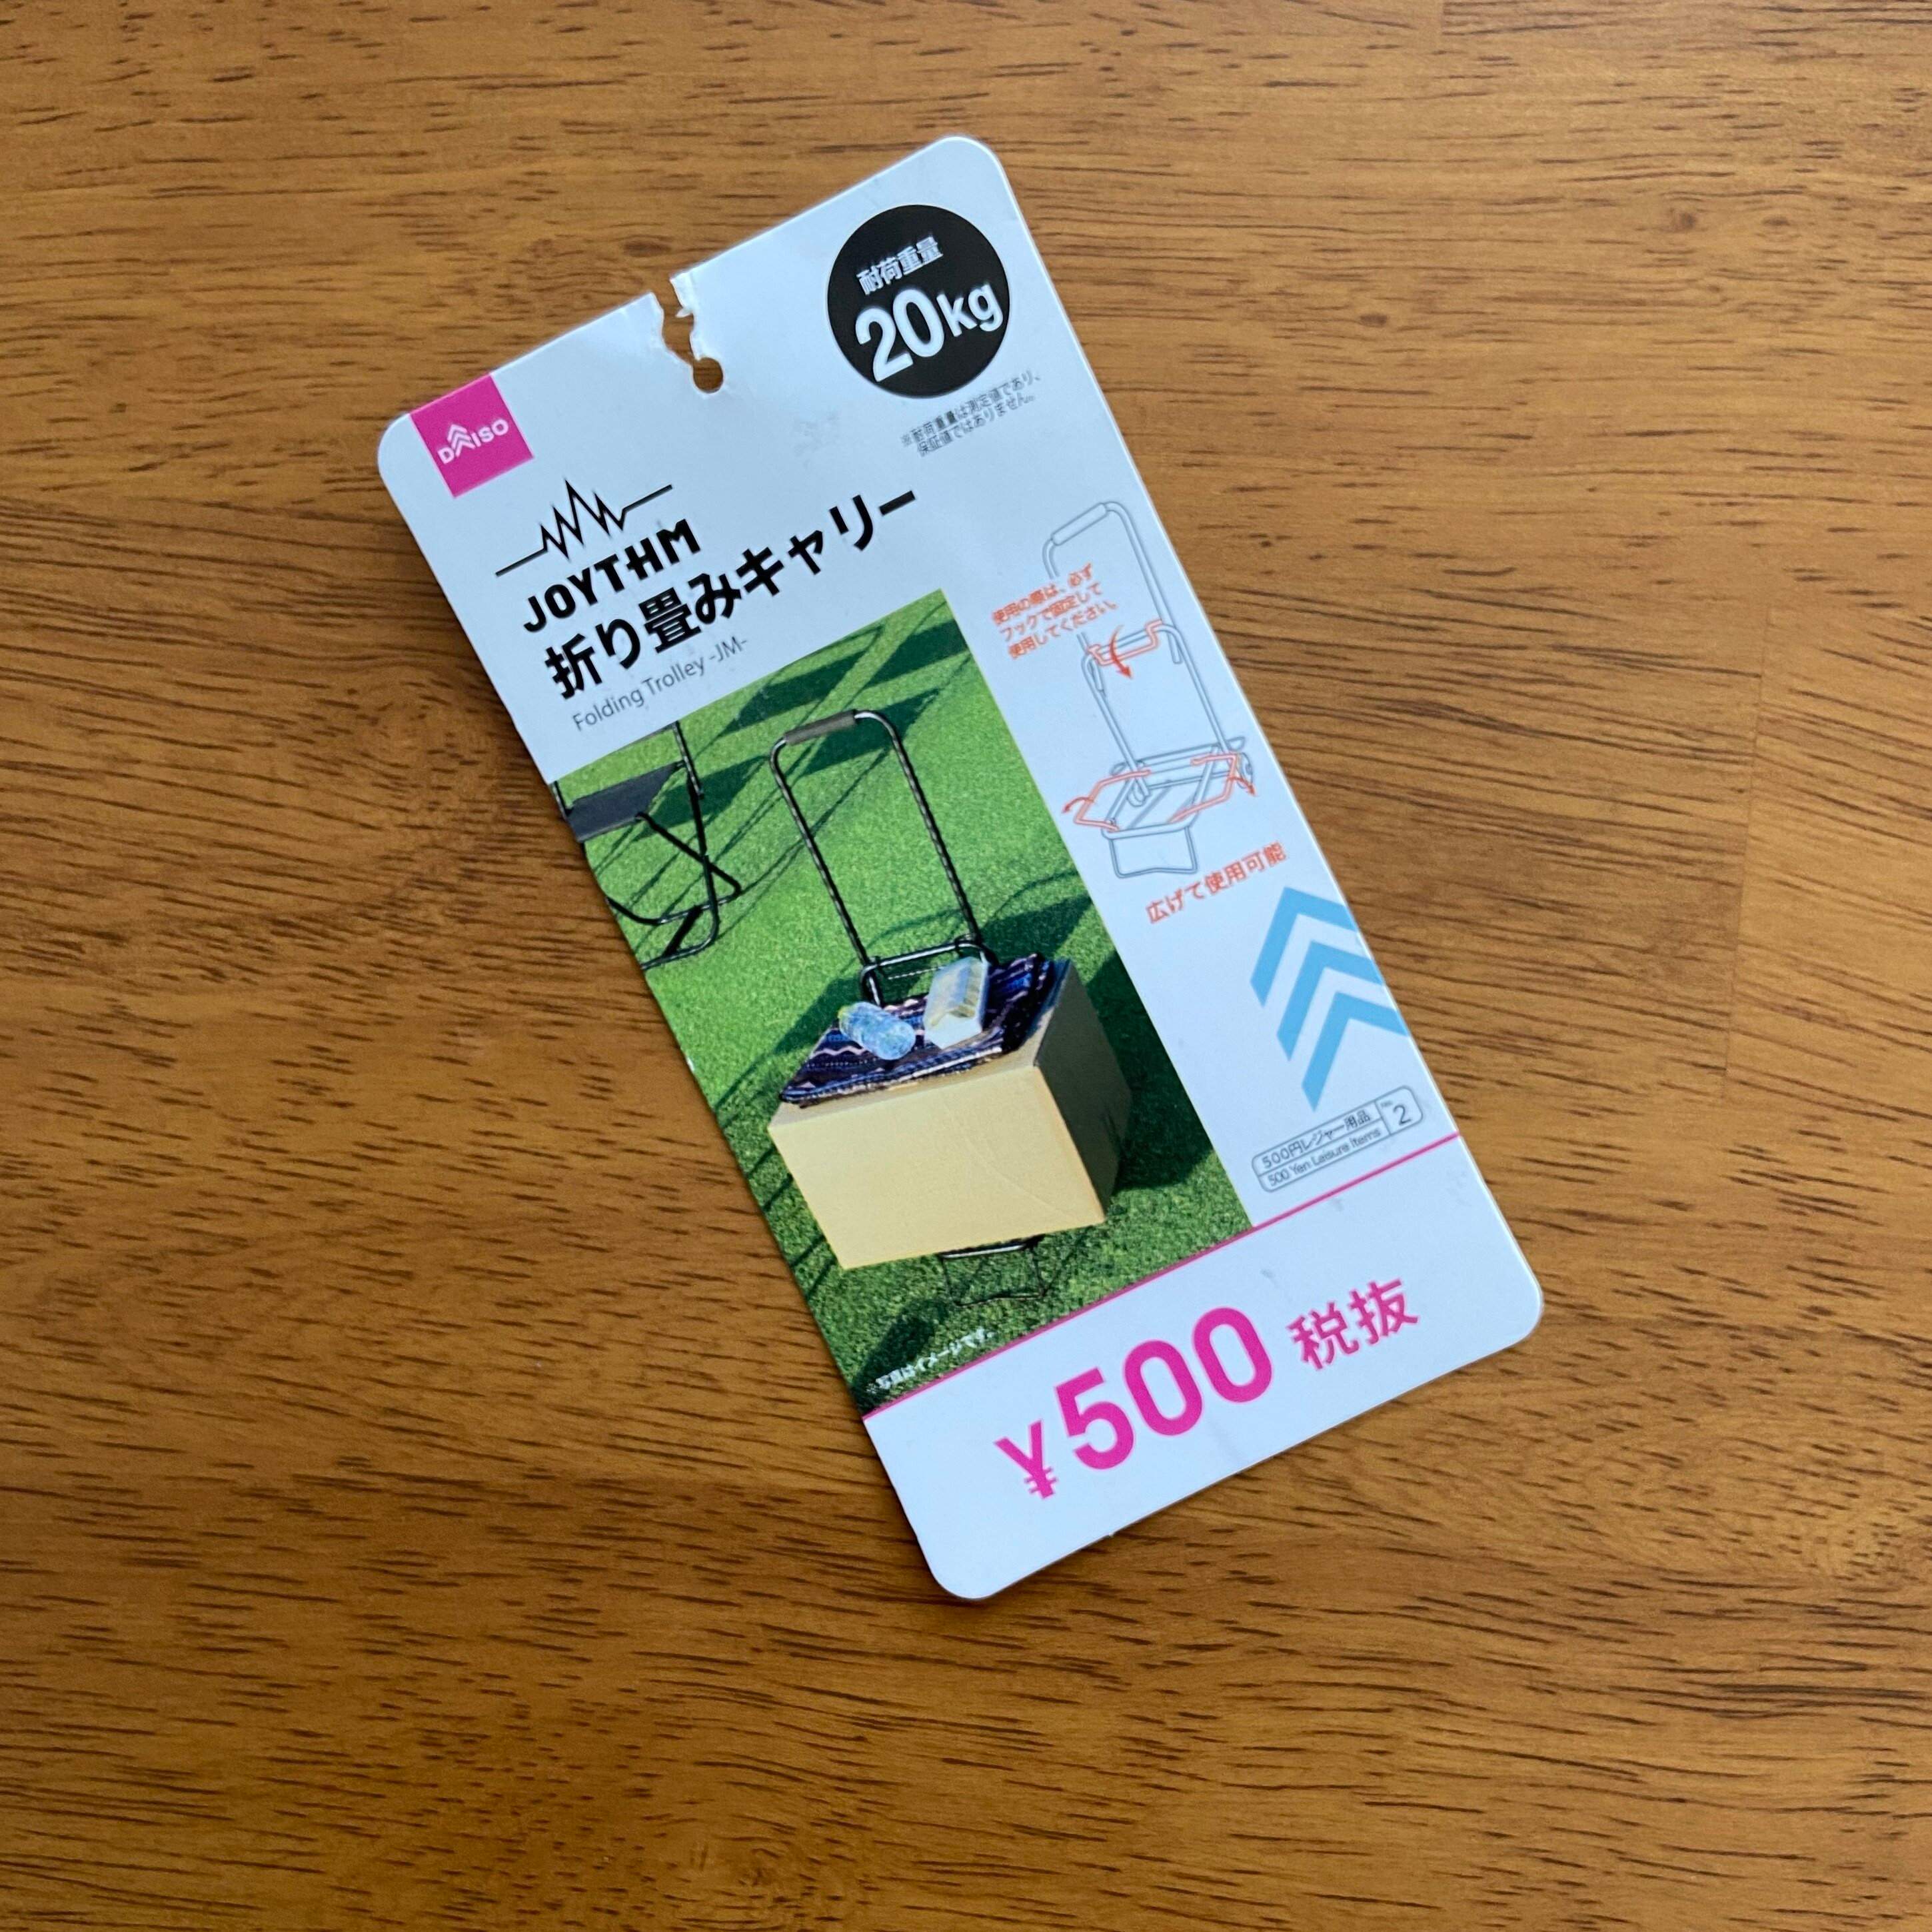 耐荷重量
20kg
※耐荷重量は測定値であり、
保証値ではありません。
DAISO
JOYTHM
折り畳みキャリー
Folding Trolley -JM-
使用の際は、必ず
フックで固定して
使用してください。
広げて使用可能
500円レジャー用品
500 Yen Leisure Items
No. 2
※写真はイメージです。
¥500 税抜